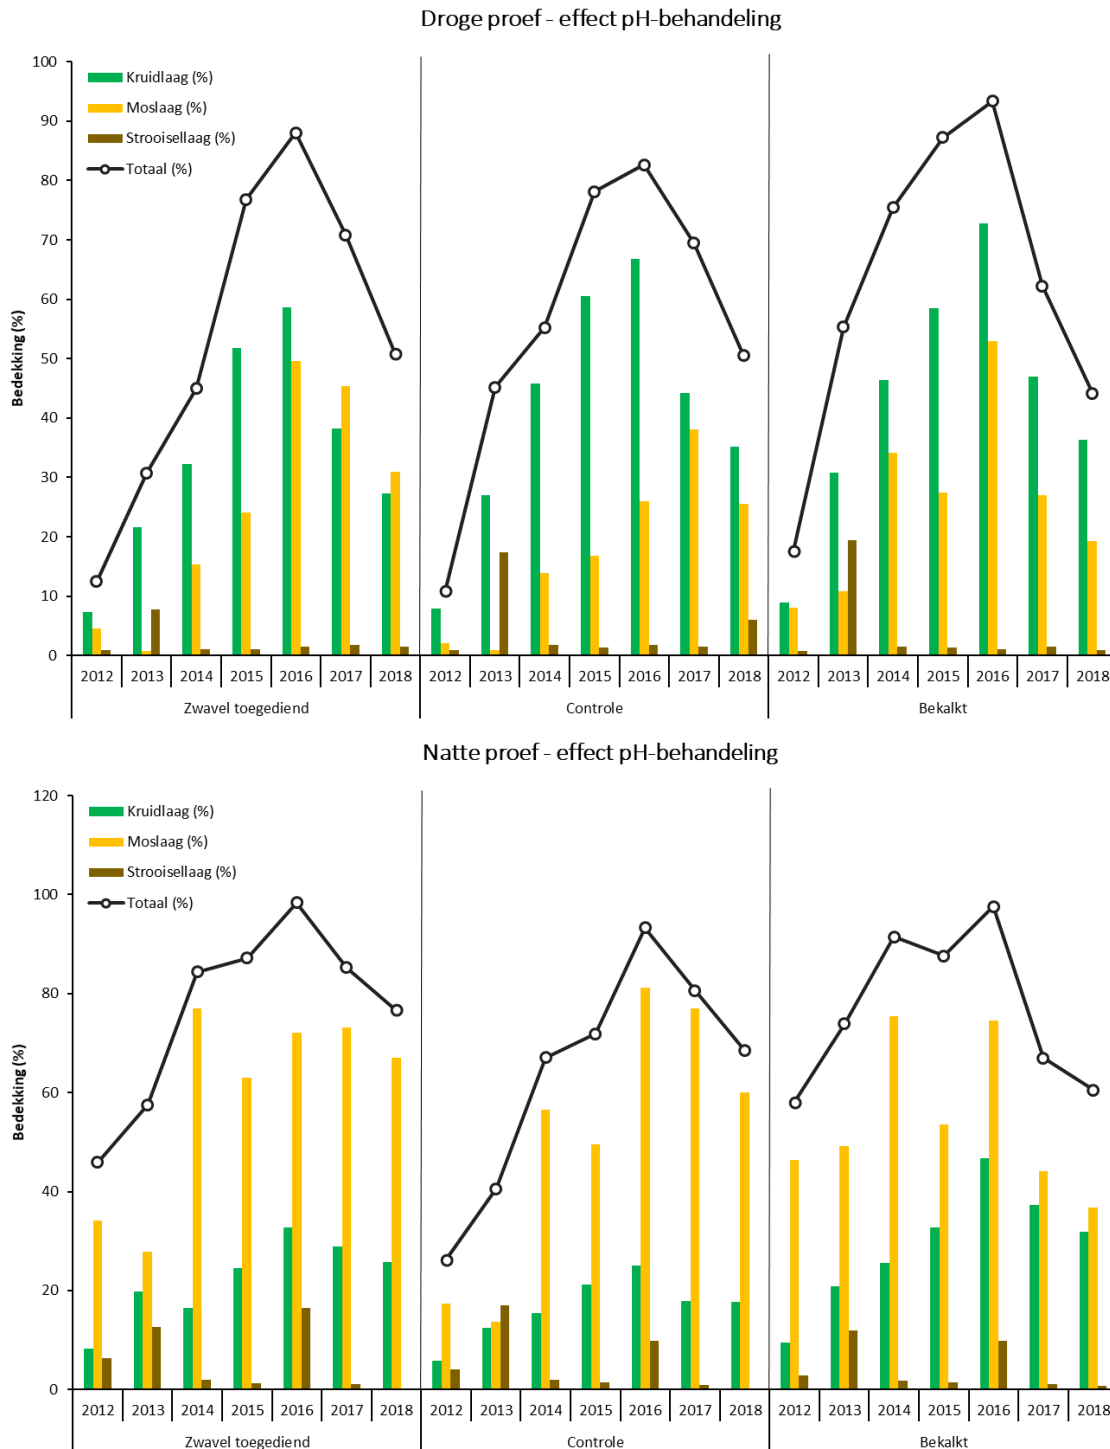 Droge proef - effect pH-behandeling
100
90
80
70
60
50
40
30
20
10
0
Bedekking (%)
Kruidlaag (%)
Moslaag (%)
Strooisellaag (%)
Totaal (%)
2012 2013 2014 2015 2016 2017 2018 2012 2013 2014 2015 2016 2017 2018 2012 2013 2014 2015 2016 2017 2018
Zwavel toegediend Controle Bekalkt
Natte proef - effect pH-behandeling
120
100
80
60
40
20
0
Bedekking (%)
Kruidlaag (%)
Moslaag (%)
Strooisellaag (%)
Totaal (%)
2012 2013 2014 2015 2016 2017 2018 2012 2013 2014 2015 2016 2017 2018 2012 2013 2014 2015 2016 2017 2018
Zwavel toegediend Controle Bekalkt